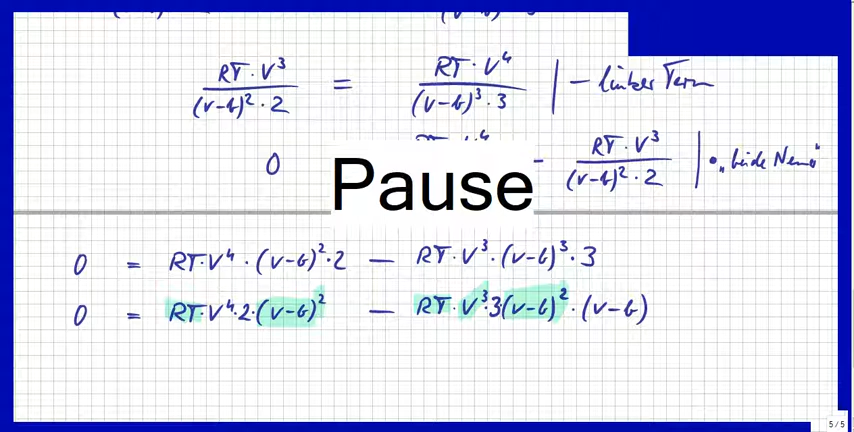 RT·V³/(V-b)²·2 = RT·V⁴/(V-b)³·3 | - linker Term
0 - RT·V³/(V-b)²·2 | · „beide Nenner“
Pause
0 = RT·V⁴·(V-b)²·2 - RT·V³·(V-b)³·3
0 = RT·V⁴·2·(V-b)² - RT·V³·3(V-b)²·(V-b)
5 / 5